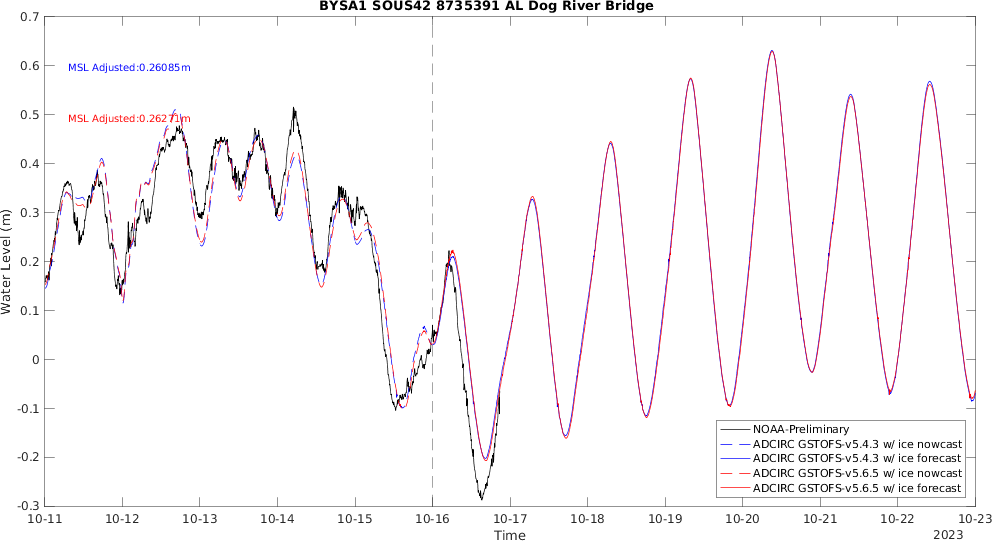 BYSA1 SOUS42 8735391 AL Dog River Bridge
0.7
0.6
0.5
0.4
0.3
0.2
0.1
0
-0.1
-0.2
-0.3
Water Level (m)
MSL Adjusted:0.26085m
MSL Adjusted:0.26271m
NOAA-Preliminary
ADCIRC GSTOFS-v5.4.3 w/ ice nowcast
ADCIRC GSTOFS-v5.4.3 w/ ice forecast
ADCIRC GSTOFS-v5.6.5 w/ ice nowcast
ADCIRC GSTOFS-v5.6.5 w/ ice forecast
10-11 10-12 10-13 10-14 10-15 10-16 10-17 10-18 10-19 10-20 10-21 10-22 10-23
Time
2023